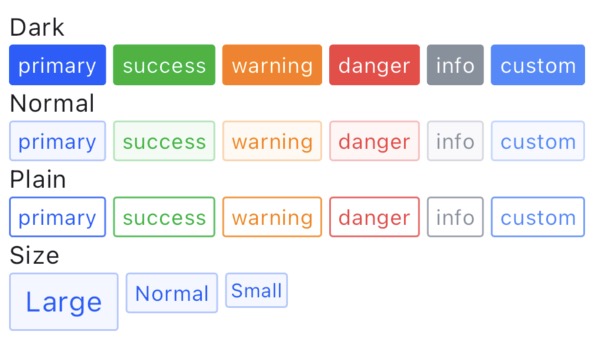 Dark
primary success warning danger info custom
Normal
primary success warning danger info custom
Plain
primary success warning danger info custom
Size
Large Normal Small